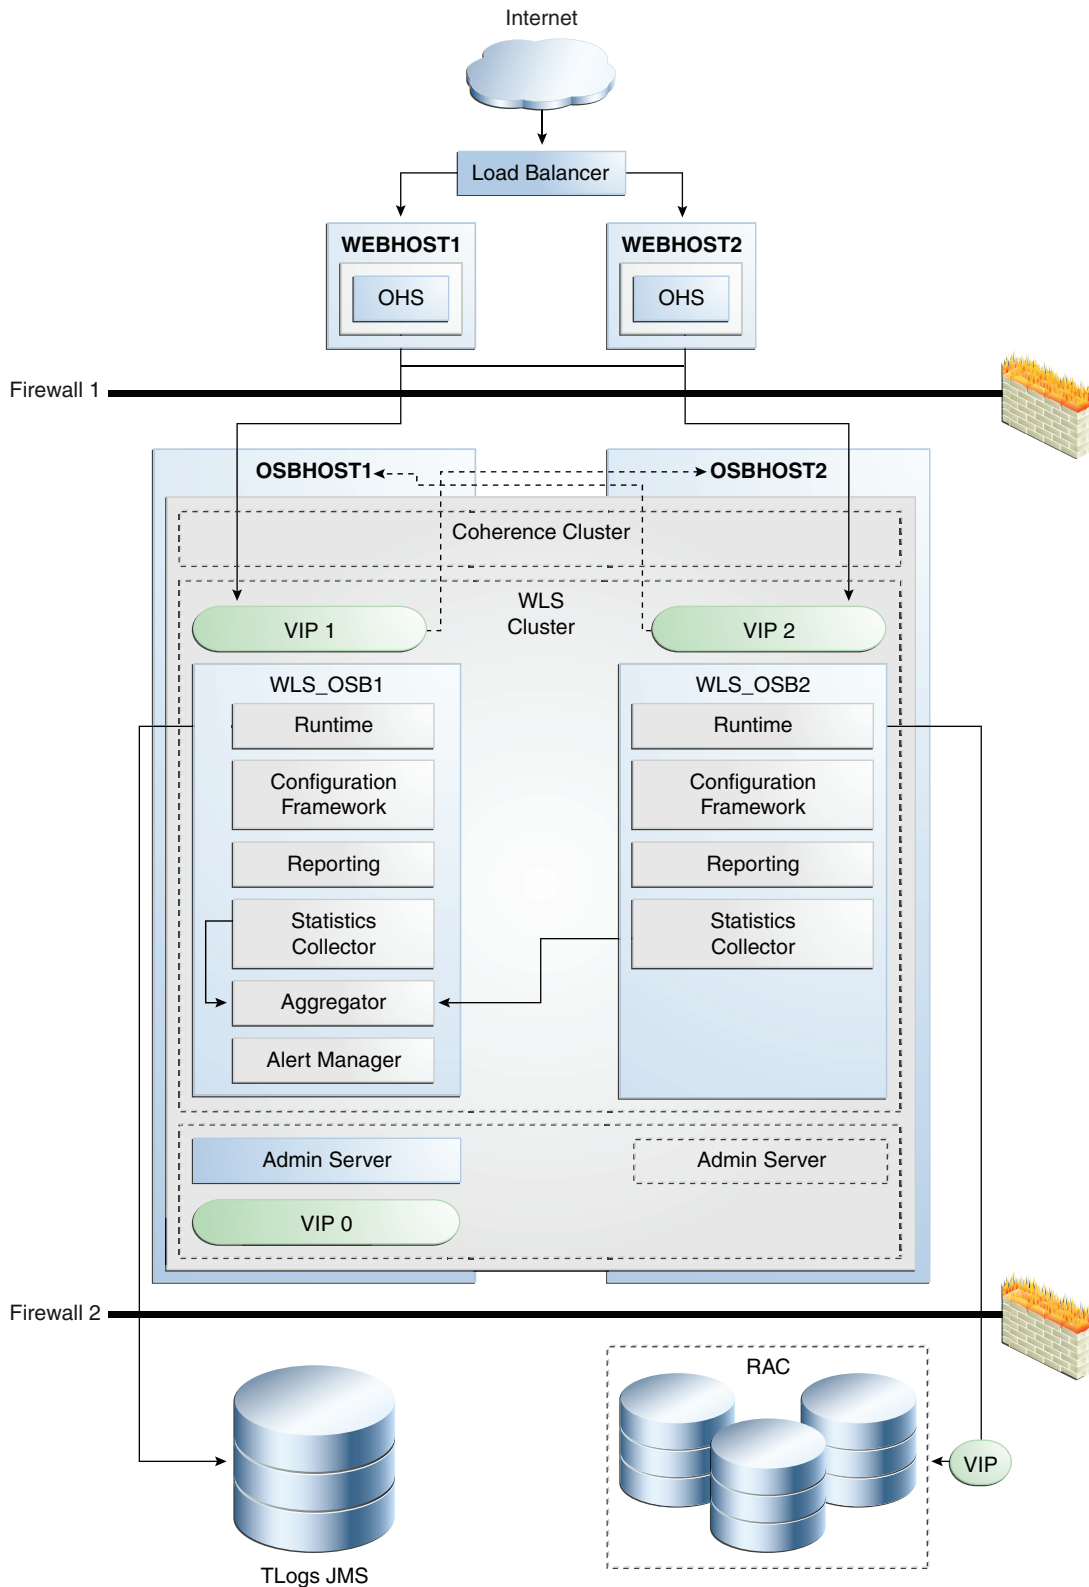 Internet
Load Balancer
WEBHOST1
OHS
WEBHOST2
OHS
Firewall 1
OSBHOST1
OSBHOST2
Coherence Cluster
WLS
Cluster
VIP 1
VIP 2
WLS_OSB1
Runtime
Configuration
Framework
Reporting
Statistics
Collector
Aggregator
Alert Manager
WLS_OSB2
Runtime
Configuration
Framework
Reporting
Statistics
Collector
Admin Server
Admin Server
VIP 0
Firewall 2
RAC
VIP
TLogs JMS